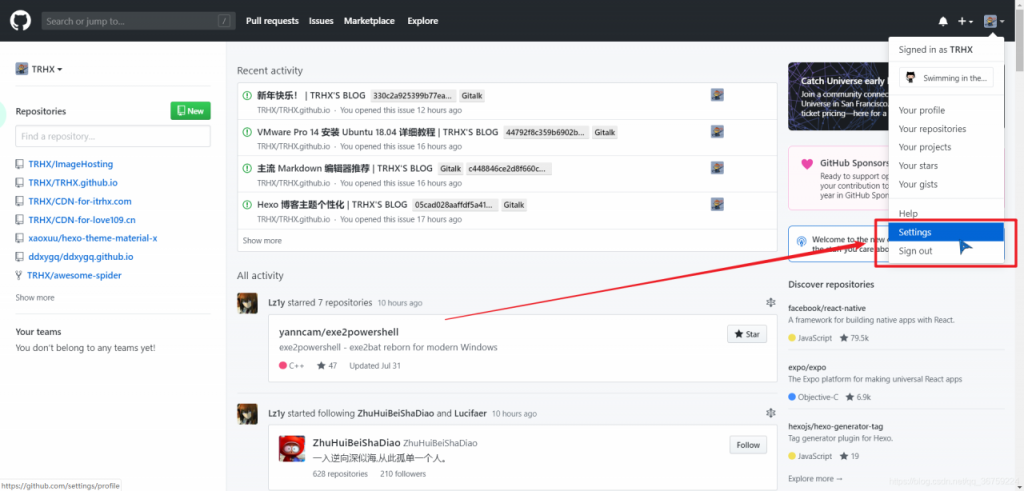 Search or jump to...
/
Pull requests Issues Marketplace Explore
TRHX
Repositories
New
Find a repository...
TRHX/ImageHosting
TRHX/TRHX.github.io
TRHX/CDN-for-itrhx.com
TRHX/CDN-for-love109.cn
xaoxuu/hexo-theme-material-x
ddxygq/ddxygq.github.io
TRHX/awesome-spider
Show more
Your teams
You don't belong to any teams yet!
Recent activity
新年快乐! | TRHX'S BLOG 330c2a925399b77ea... Gitalk
TRHX/TRHX.github.io · You opened this issue 12 hours ago
VMware Pro 14 安装 Ubuntu 18.04 详细教程 | TRHX'S BLOG 44792f8c359b6902b... Gitalk
TRHX/TRHX.github.io · You opened this issue 16 hours ago
主流 Markdown 编辑器推荐 | TRHX'S BLOG Gitalk c448846ce2d8f660c...
TRHX/TRHX.github.io · You opened this issue 16 hours ago
Hexo 博客主题个性化 | TRHX'S BLOG 05cad028aaffdf5a41... Gitalk
TRHX/TRHX.github.io · You opened this issue 17 hours ago
Show more
All activity
Lz1y starred 7 repositories 10 hours ago
yanncam/exe2powershell
Star
exe2powershell - exe2bat reborn for modern Windows
C++ 47 Updated Jul 31
Lz1y started following ZhuHuiBeiShaDiao and Lucifaer 10 hours ago
ZhuHuiBeiShaDiao ZhuHuiBeiShaDiao
Follow
一入逆向深似海,从此孤单一个人。
628 repositories 210 followers
Signed in as TRHX
Swimming in the...
Your profile
Your repositories
Your projects
Your stars
Your gists
Help
Settings
Sign out
Catch Universe early
Join a community conne
Universe in San Francisco.
ticket pricing—here for a
GitHub Sponsors
Ready to support op
your contribution to
year in GitHub Spon
Welcome to the new
the stuff you care abo
Discover repositories
facebook/react-native
A framework for building native apps with React.
JavaScript 79.5k
expo/expo
The Expo platform for making universal React apps
Objective-C 6.9k
hexojs/hexo-generator-tag
Tag generator plugin for Hexo.
JavaScript 19
Explore more →
https://github.com/settings/profile